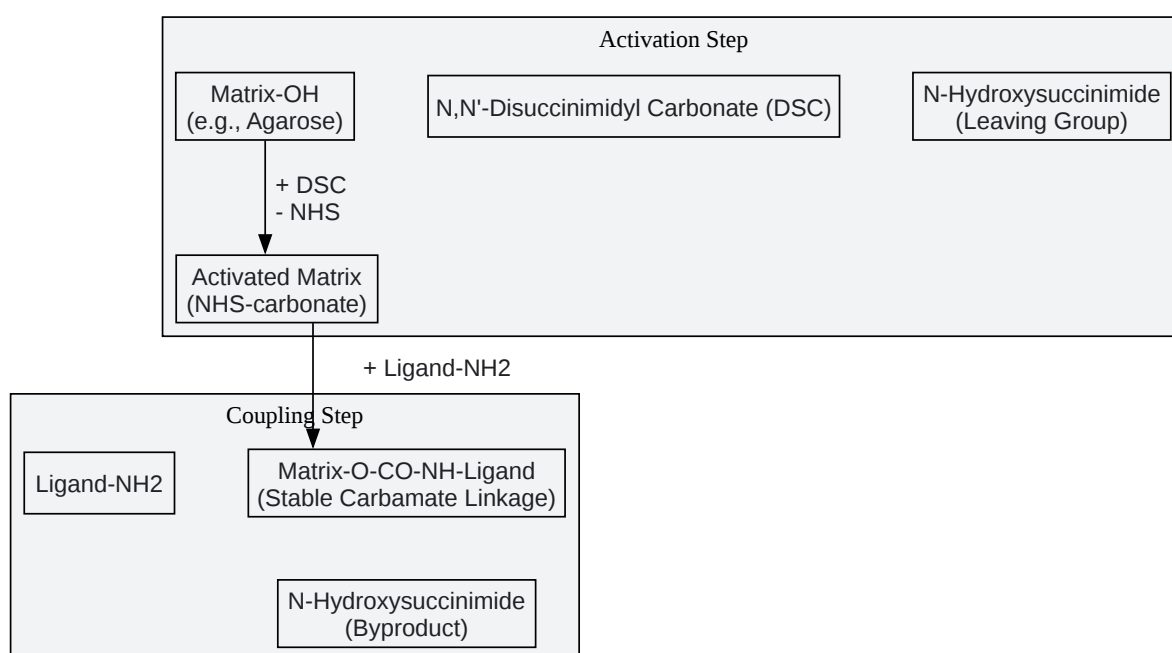 Activation Step
Matrix-OH
(e.g., Agarose)
N,N'-Disuccinimidyl Carbonate (DSC)
N-Hydroxysuccinimide
(Leaving Group)
+ DSC
- NHS
Activated Matrix
(NHS-carbonate)
+ Ligand-NH2
Coupling Step
Ligand-NH2
Matrix-O-CO-NH-Ligand
(Stable Carbamate Linkage)
N-Hydroxysuccinimide
(Byproduct)